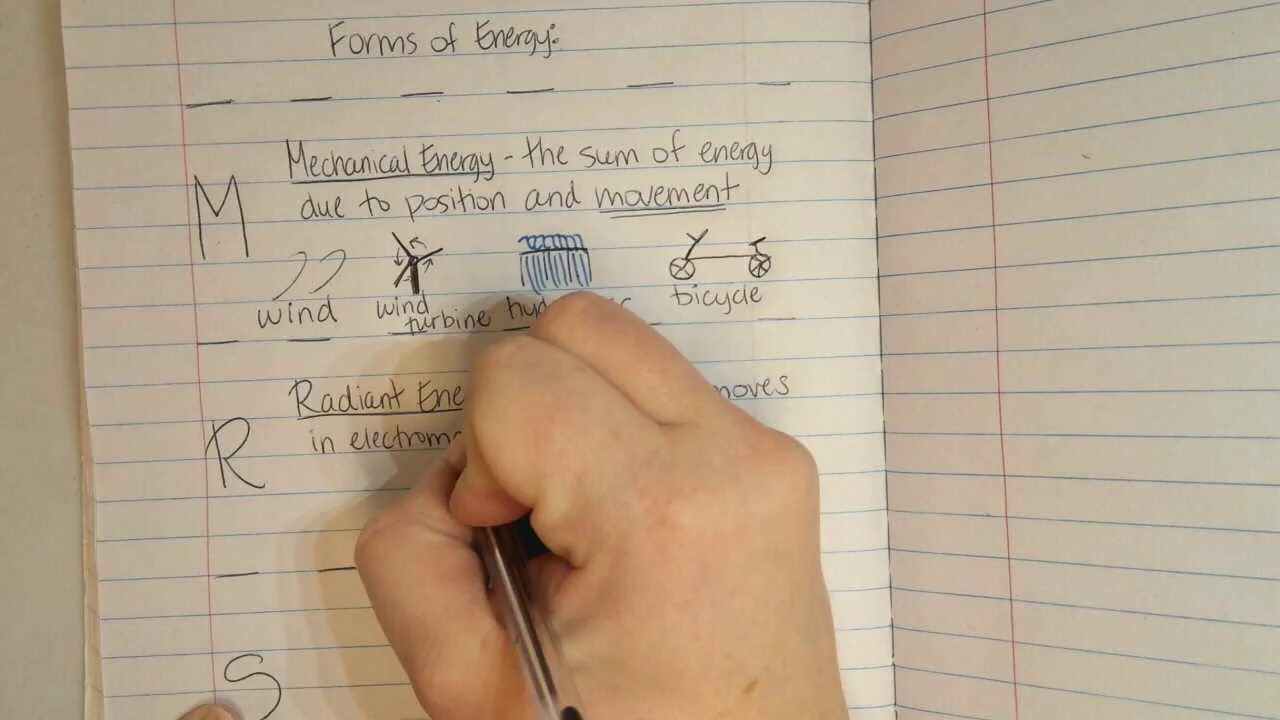 Forms of Energy:
Mechanical Energy - the sum of energy
due to position and movement
M
wind
wind
turbine
bicycle
Radiant
moves
in
R
S